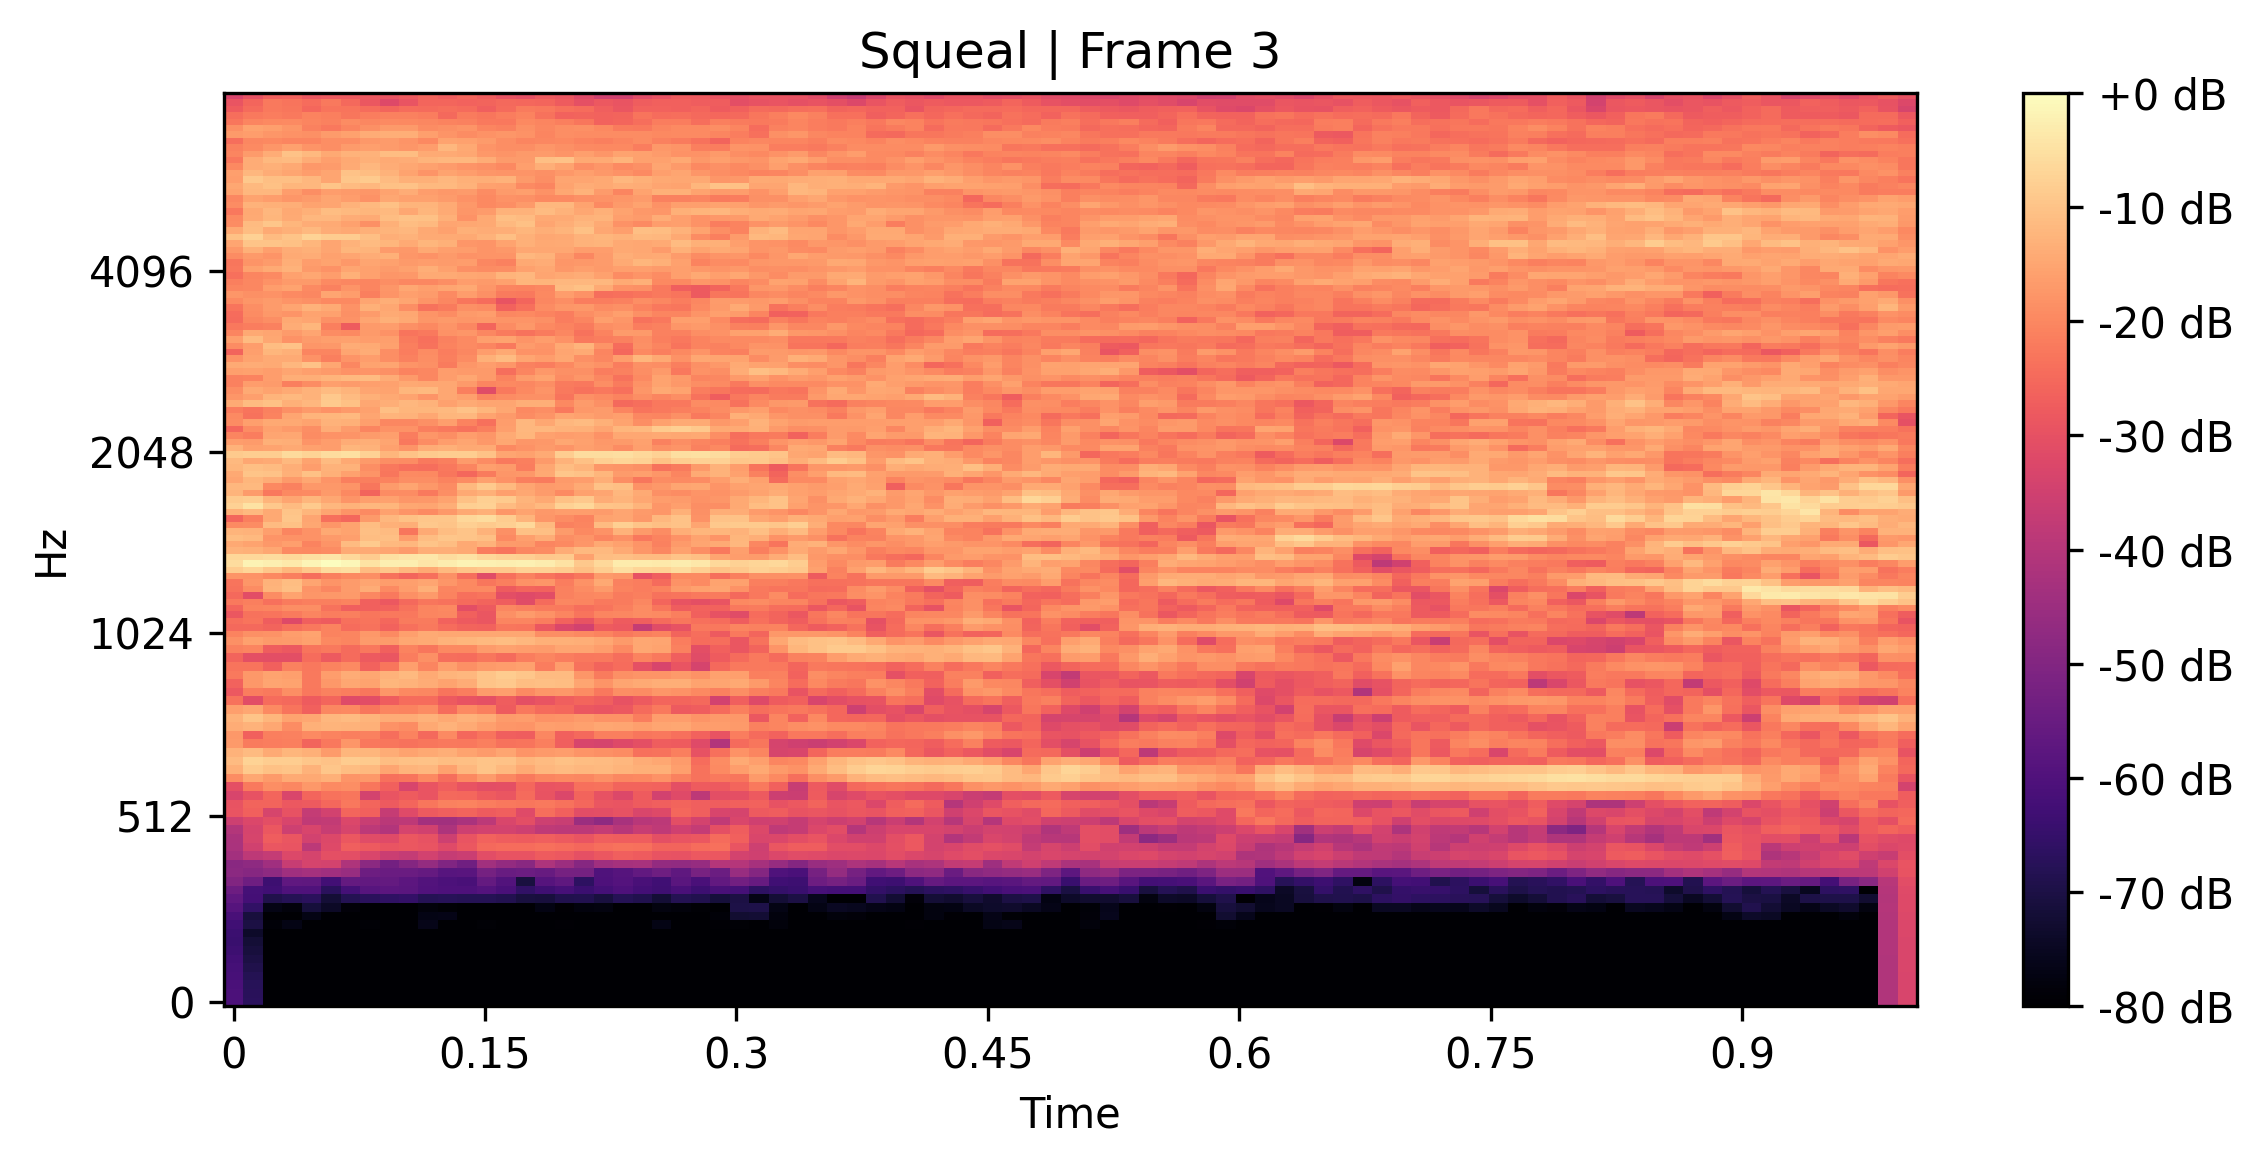 Squeal | Frame 3
+0 dB
-10 dB
-20 dB
-30 dB
-40 dB
-50 dB
-60 dB
-70 dB
-80 dB
Hz
4096
2048
1024
512
0
0 0.15 0.3 0.45 0.6 0.75 0.9
Time